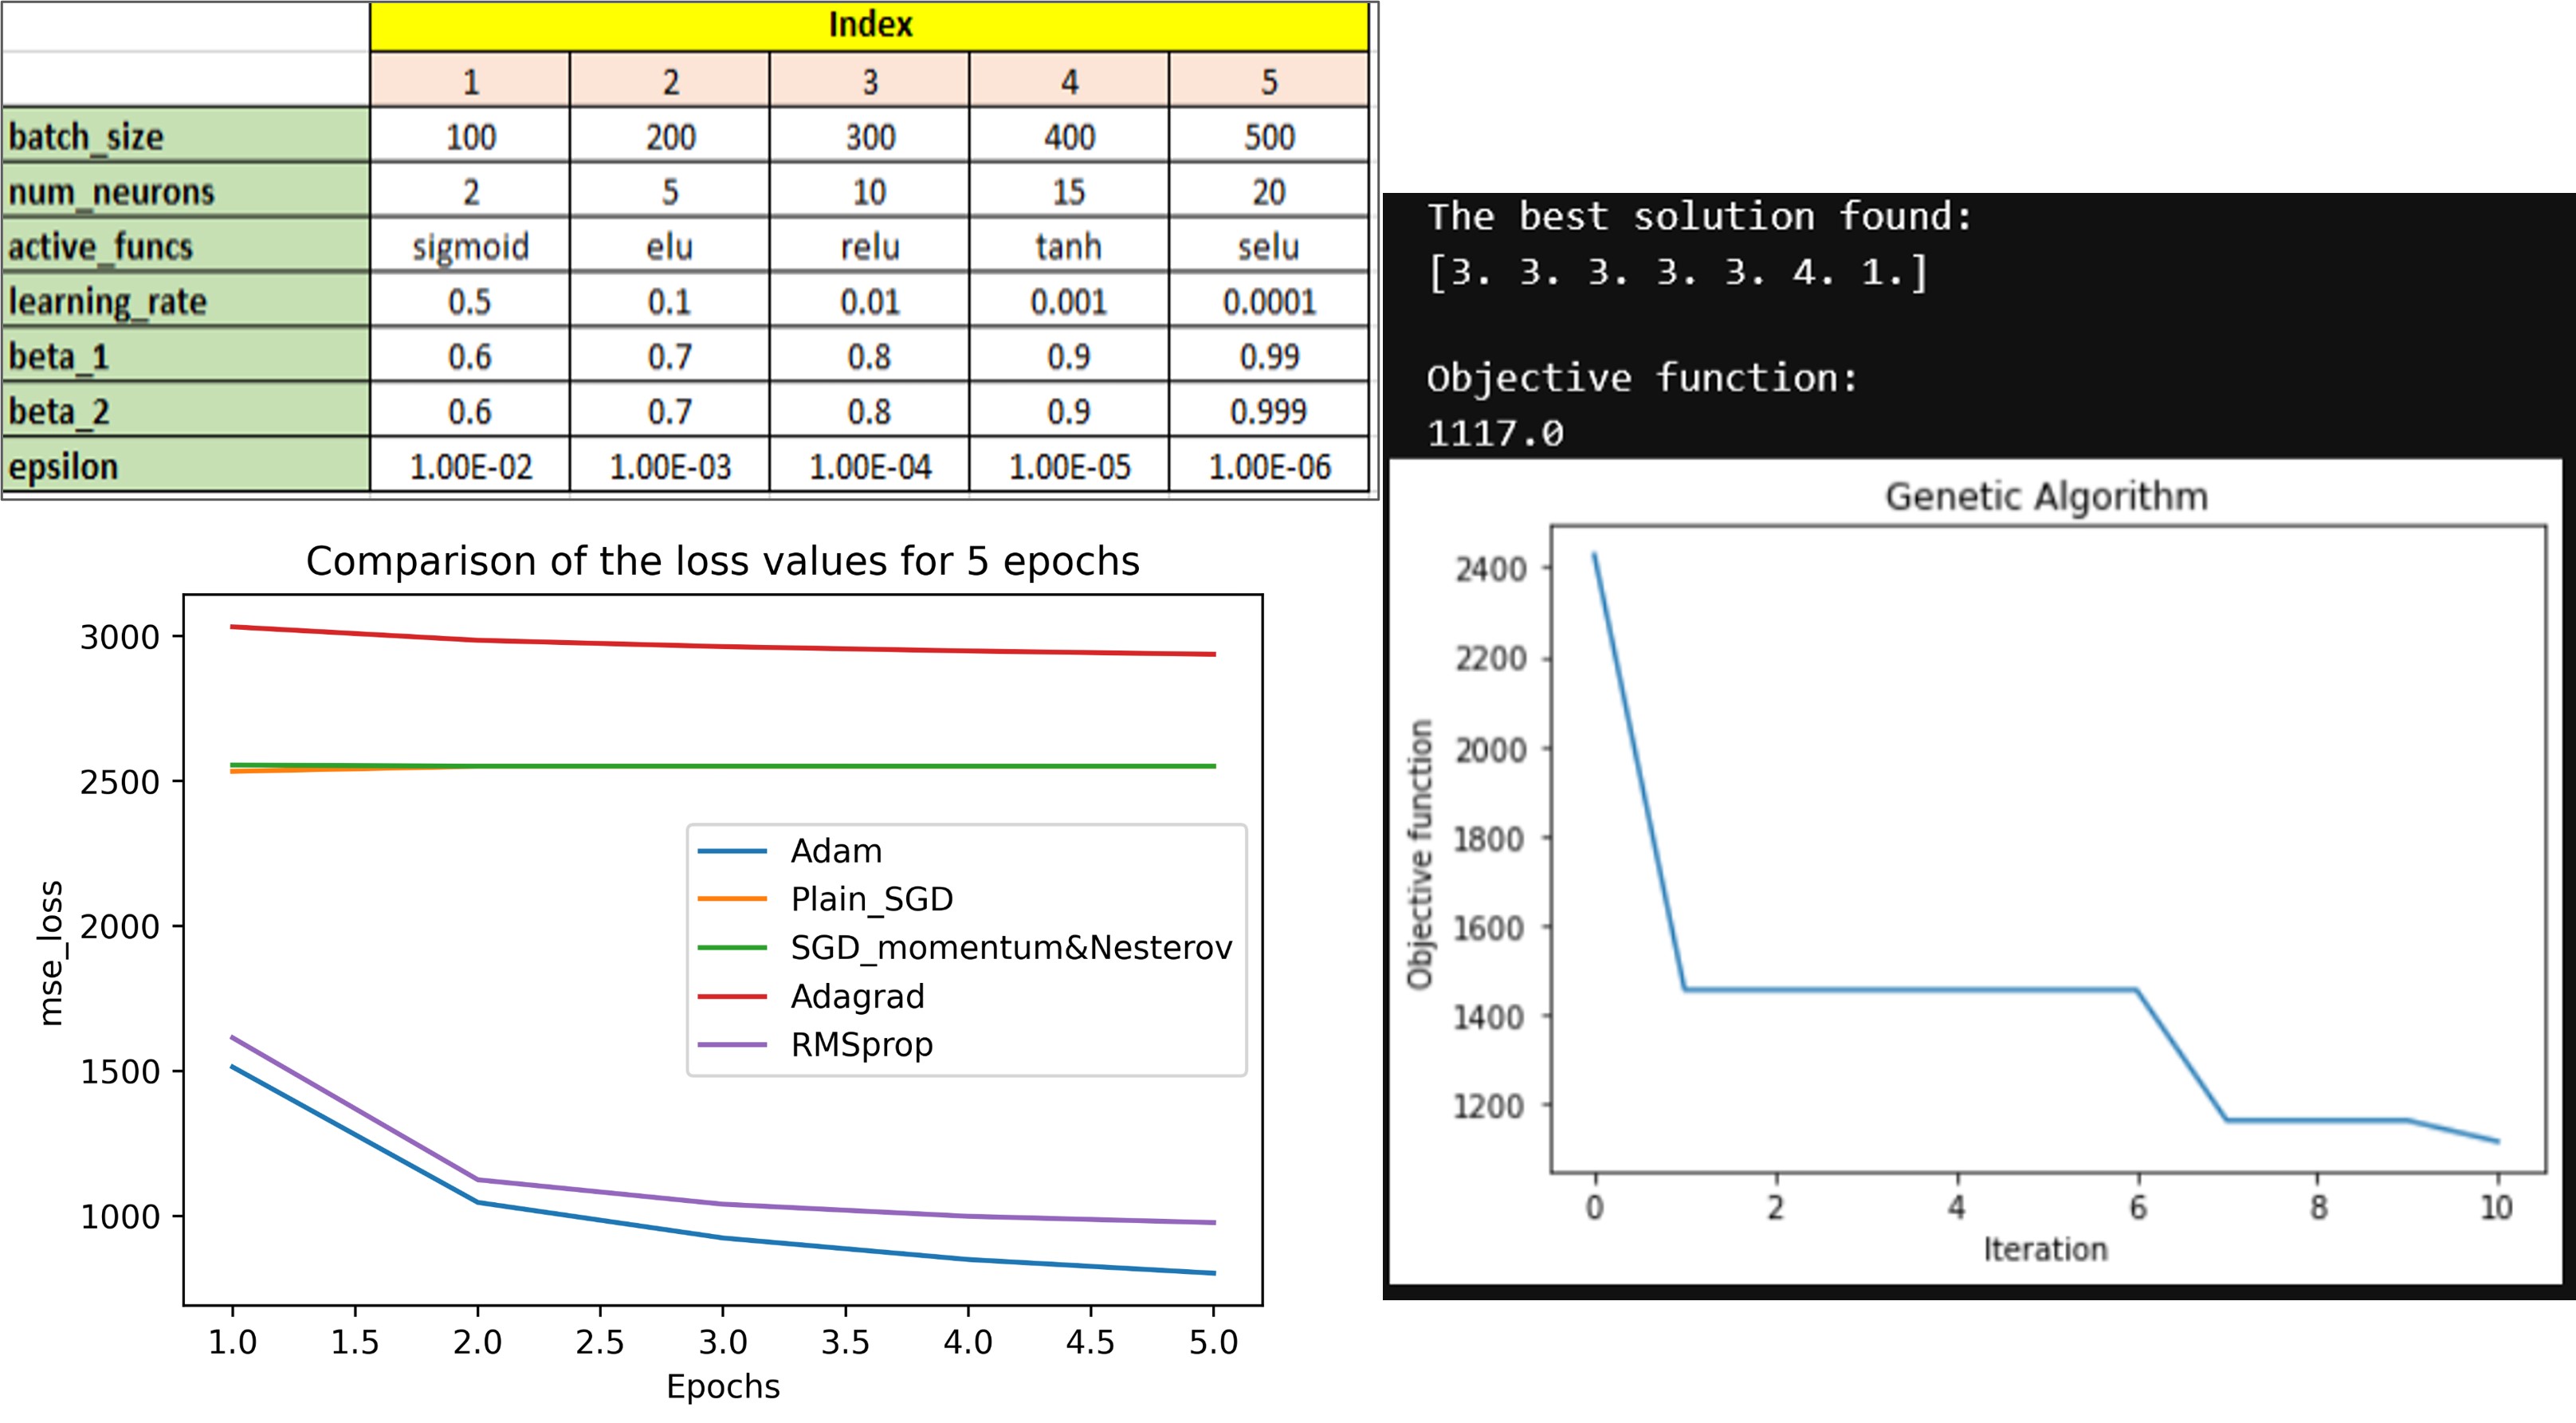 Index
1 2 3 4 5
batch_size 100 200 300 400 500
num_neurons 2 5 10 15 20
active_funcs sigmoid elu relu tanh selu
learning_rate 0.5 0.1 0.01 0.001 0.0001
beta_1 0.6 0.7 0.8 0.9 0.99
beta_2 0.6 0.7 0.8 0.9 0.999
epsilon 1.00E-02 1.00E-03 1.00E-04 1.00E-05 1.00E-06
The best solution found:
[3. 3. 3. 3. 3. 4. 1.]
Objective function:
1117.0
Genetic Algorithm
Objective function
2400
2200
2000
1800
1600
1400
1200
0 2 4 6 8 10
Iteration
Comparison of the loss values for 5 epochs
mse_loss
3000
2500
2000
1500
1000
Adam
Plain_SGD
SGD_momentum&Nesterov
Adagrad
RMSprop
1.0 1.5 2.0 2.5 3.0 3.5 4.0 4.5 5.0
Epochs